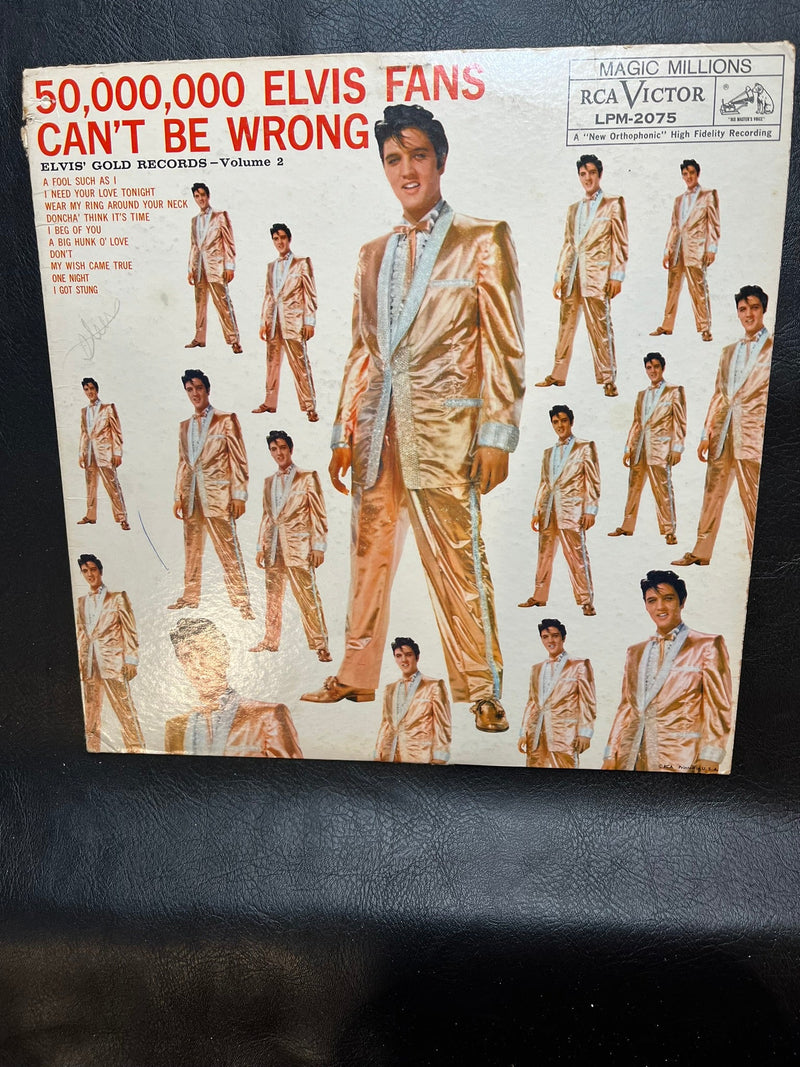 50,000,000 ELVIS FANS
CAN'T BE WRONG
ELVIS' GOLD RECORDS—Volume 2
A FOOL SUCH AS I
I NEED YOUR LOVE TONIGHT
WEAR MY RING AROUND YOUR NECK
DONCHA' THINK IT'S TIME
I BEG OF YOU
A BIG HUNK O' LOVE
DON'T
MY WISH CAME TRUE
ONE NIGHT
I GOT STUNG
MAGIC MILLIONS
RCA VICTOR
LPM-2075
"HIS MASTER'S VOICE"
A "New Orthophonic" High Fidelity Recording
U.S.A.